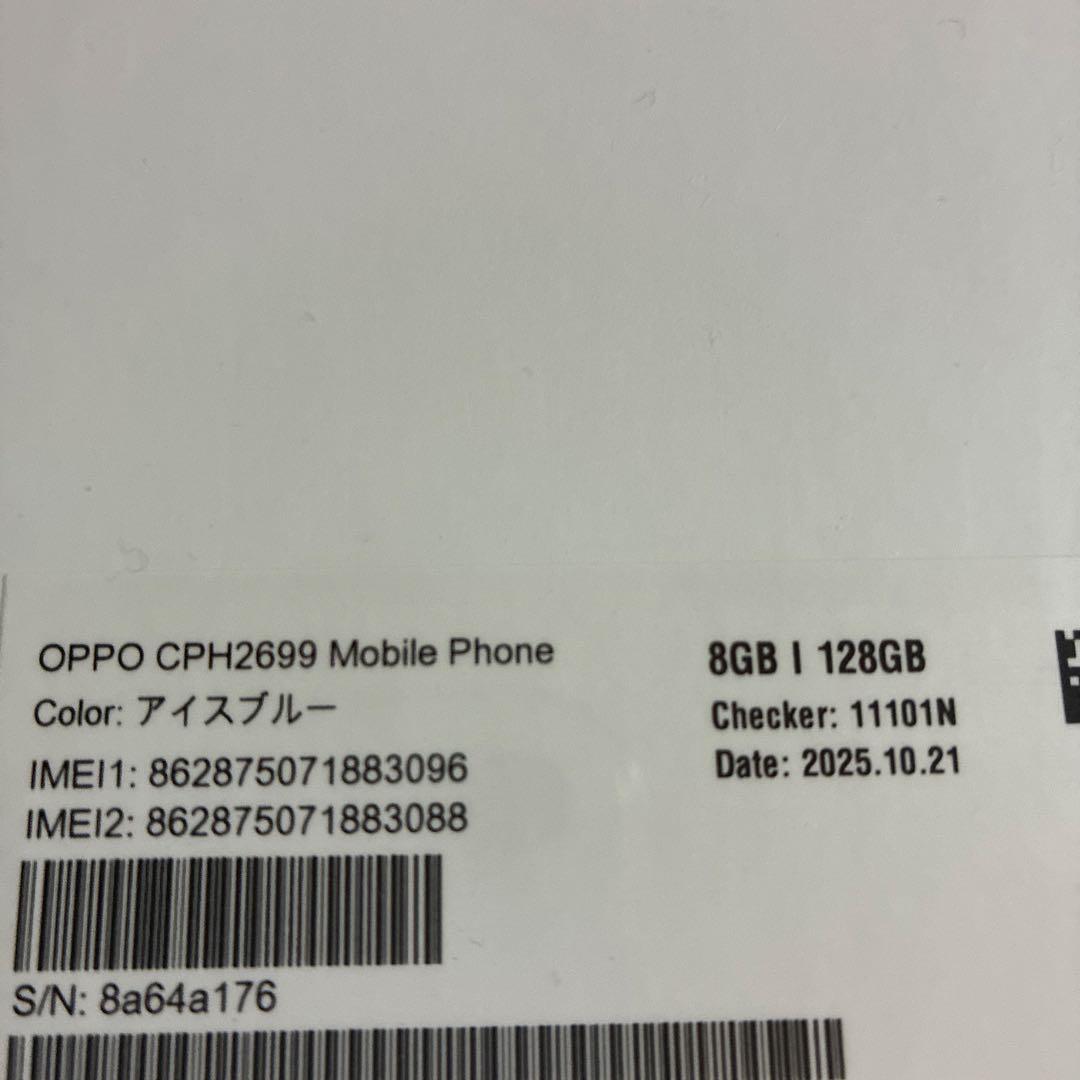 OPPO CPH2699 Mobile Phone
Color: アイスブルー
IMEI1: 862875071883096
IMEI2: 862875071883088
S/N: 8a64a176
8GB | 128GB
Checker: 11101N
Date: 2025.10.21